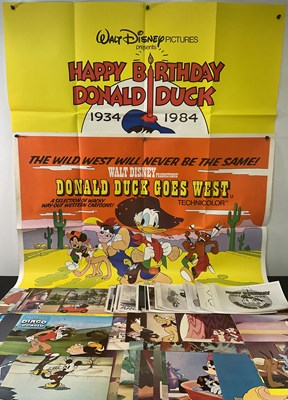 Walt Disney PICTURES
presents
HAPPY BIRTHDAY
DONALD DUCK
1934 1984
THE WILD WEST WILL NEVER BE THE SAME!
WALT DISNEY
PRODUCTIONS'
DONALD DUCK GOES WEST
A SELECTION OF WACKY
WAY-OUT WESTERN CARTOONS!
TECHNICOLOR